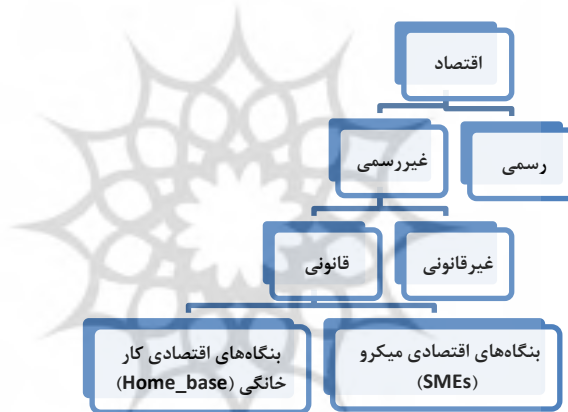 اقتصاد
رسمی
غیررسمی
غیرقانونی
قانونی
بنگاه‌های اقتصادی میکرو
(SMEs)
بنگاه‌های اقتصادی کار
خانگی (Home_base)